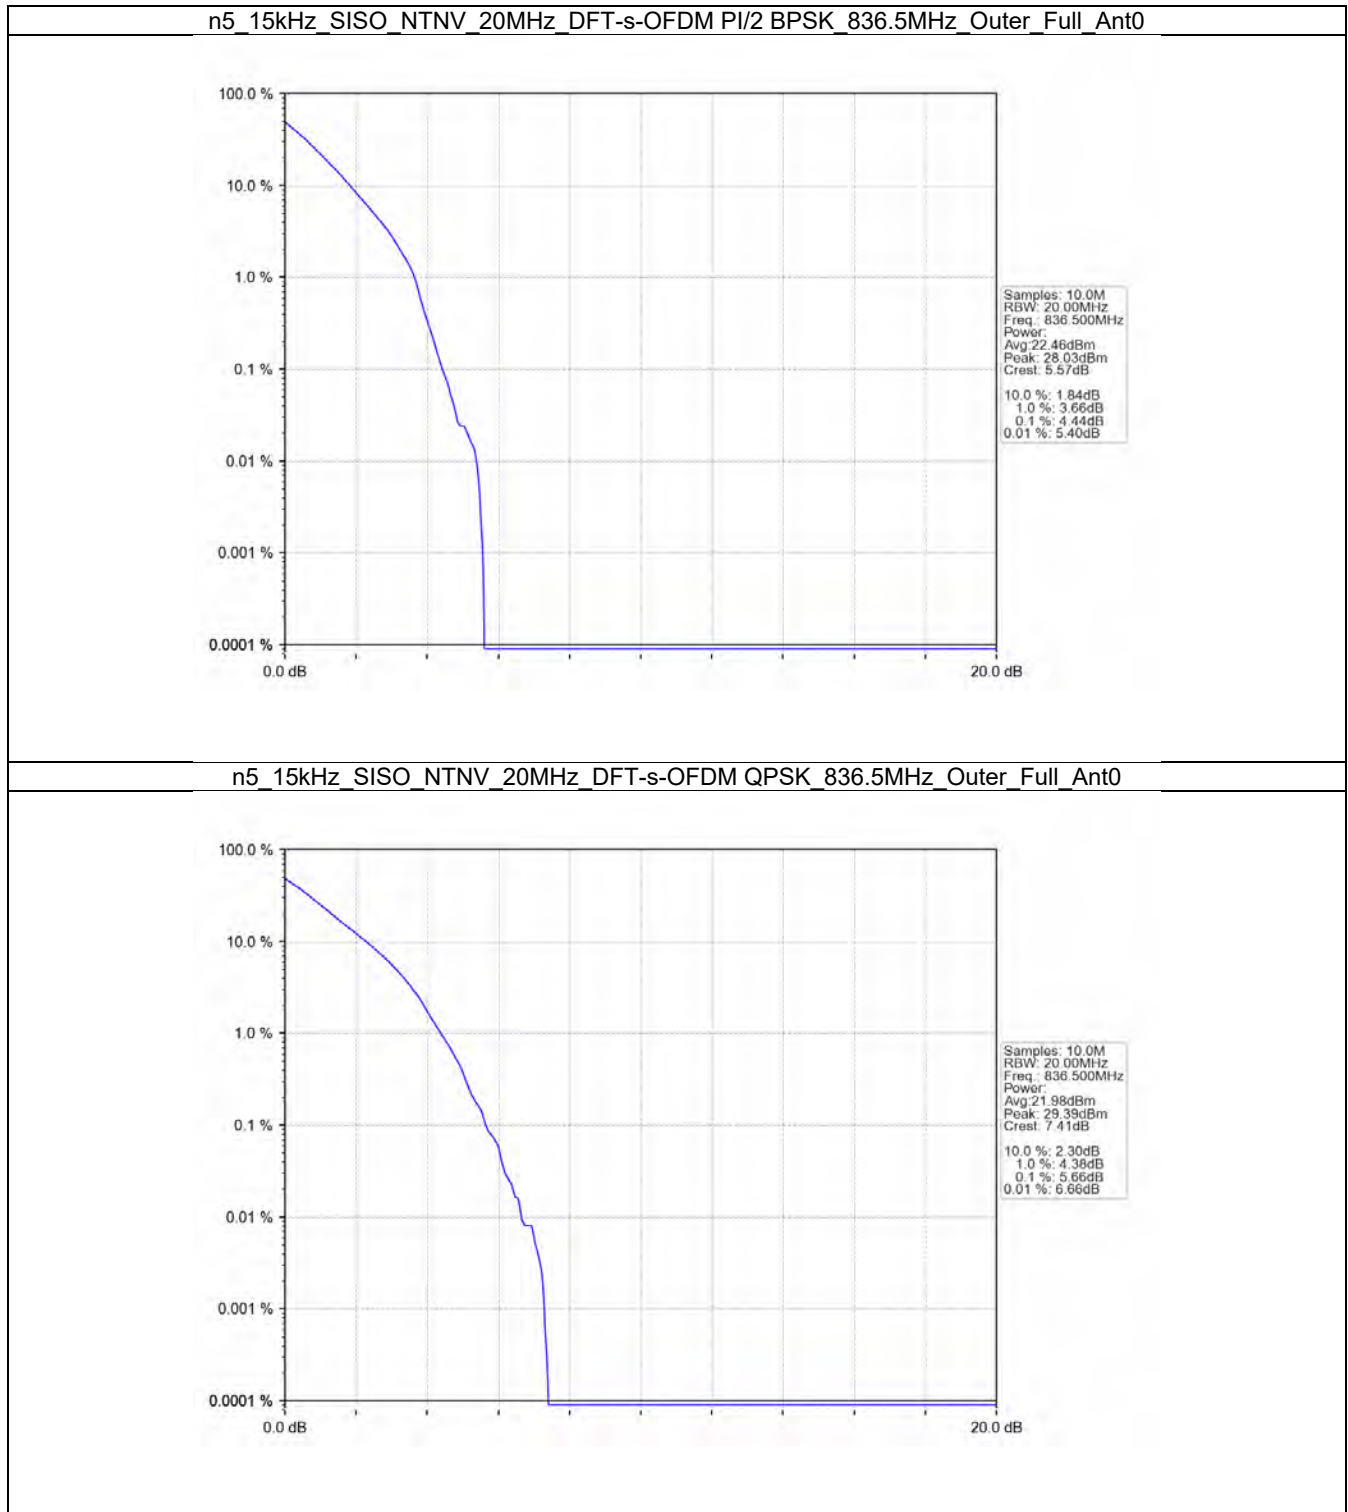 n5_15kHz_SISO_NTNV_20MHz_DFT-s-OFDM PI/2 BPSK_836.5MHz_Outer_Full_Ant0
100.0 %
10.0 %
1.0 %
0.1 %
0.01 %
0.001 %
0.0001 %
0.0 dB
20.0 dB
Samples: 10.0M
RBW: 20.00MHz
Freq.: 836.500MHz
Power:
Avg:22.46dBm
Peak: 28.03dBm
Crest: 5.57dB
10.0 %: 1.84dB
1.0 %: 3.66dB
0.1 %: 4.44dB
0.01 %: 5.40dB
n5_15kHz_SISO_NTNV_20MHz_DFT-s-OFDM QPSK_836.5MHz_Outer_Full_Ant0
100.0 %
10.0 %
1.0 %
0.1 %
0.01 %
0.001 %
0.0001 %
0.0 dB
20.0 dB
Samples: 10.0M
RBW: 20.00MHz
Freq.: 836.500MHz
Power:
Avg:21.98dBm
Peak: 29.39dBm
Crest: 7.41dB
10.0 %: 2.30dB
1.0 %: 4.38dB
0.1 %: 5.66dB
0.01 %: 6.66dB